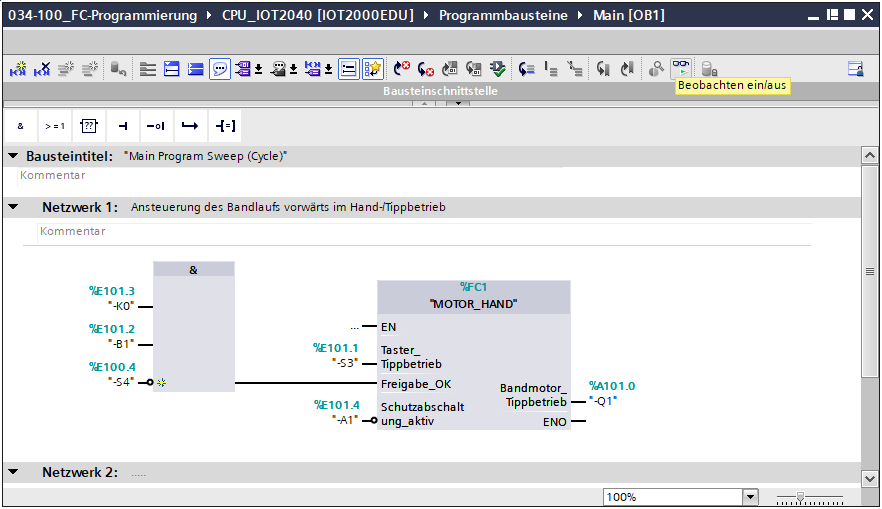 034-100_FC-Programmierung CPU_IOT2040 [IOT2000EDU] Programmbausteine Main [OB1]
Beobachten ein/aus
Bausteinschnittstelle
& >=1 ??
Bausteintitel: "Main Program Sweep (Cycle)"
Kommentar
Netzwerk 1: Ansteuerung des Bandlaufs vorwärts im Hand-/Tippbetrieb
Kommentar
&
%E101.3
"-K0"
%E101.2
"-B1"
%E100.4
"-S4"
%FC1
"MOTOR_HAND"
... EN
%E101.1
"-S3"
Taster_
Tippbetrieb
Freigabe_OK
%E101.4
"-A1"
Schutzabschalt
ung_aktiv
Bandmotor_
Tippbetrieb
%A101.0
"-Q1"
ENO
Netzwerk 2: .....
100%